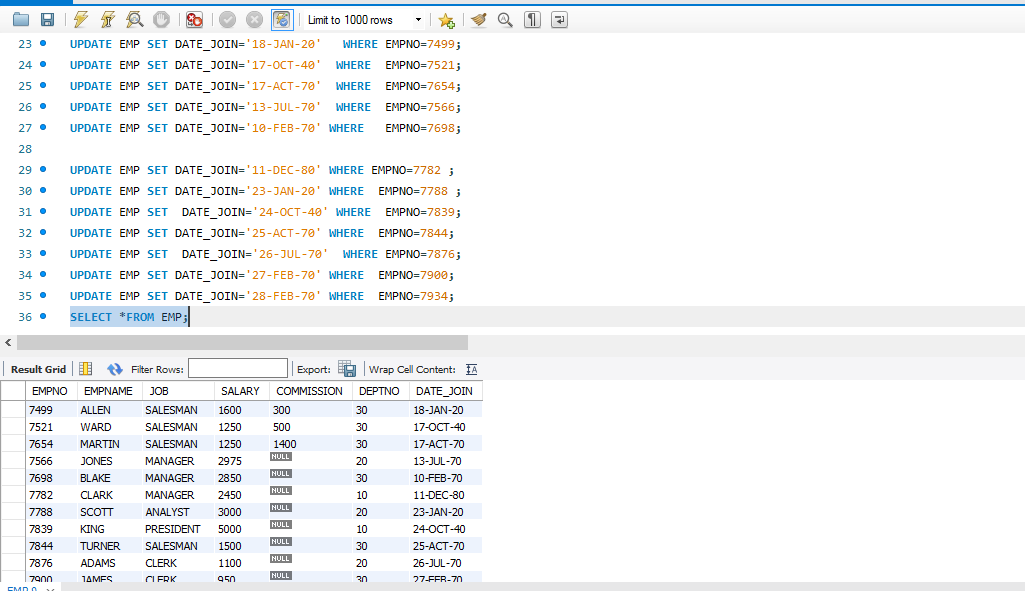 Limit to 1000 rows
23 UPDATE EMP SET DATE_JOIN='18-JAN-20' WHERE EMPNO=7499;
24 UPDATE EMP SET DATE_JOIN='17-OCT-40' WHERE EMPNO=7521;
25 UPDATE EMP SET DATE_JOIN='17-ACT-70' WHERE EMPNO=7654;
26 UPDATE EMP SET DATE_JOIN='13-JUL-70' WHERE EMPNO=7566;
27 UPDATE EMP SET DATE_JOIN='10-FEB-70' WHERE EMPNO=7698;
28
29 UPDATE EMP SET DATE_JOIN='11-DEC-80' WHERE EMPNO=7782 ;
30 UPDATE EMP SET DATE_JOIN='23-JAN-20' WHERE EMPNO=7788 ;
31 UPDATE EMP SET DATE_JOIN='24-OCT-40' WHERE EMPNO=7839;
32 UPDATE EMP SET DATE_JOIN='25-ACT-70' WHERE EMPNO=7844;
33 UPDATE EMP SET DATE_JOIN='26-JUL-70' WHERE EMPNO=7876;
34 UPDATE EMP SET DATE_JOIN='27-FEB-70' WHERE EMPNO=7900;
35 UPDATE EMP SET DATE_JOIN='28-FEB-70' WHERE EMPNO=7934;
36 SELECT *FROM EMP;
Result Grid Filter Rows: Export: Wrap Cell Content: IA
EMPNO EMPNAME JOB SALARY COMMISSION DEPTNO DATE_JOIN
7499 ALLEN SALESMAN 1600 300 30 18-JAN-20
7521 WARD SALESMAN 1250 500 30 17-OCT-40
7654 MARTIN SALESMAN 1250 1400 30 17-ACT-70
7566 JONES MANAGER 2975 NULL 20 13-JUL-70
7698 BLAKE MANAGER 2850 NULL 30 10-FEB-70
7782 CLARK MANAGER 2450 NULL 10 11-DEC-80
7788 SCOTT ANALYST 3000 NULL 20 23-JAN-20
7839 KING PRESIDENT 5000 NULL 10 24-OCT-40
7844 TURNER SALESMAN 1500 NULL 30 25-ACT-70
7876 ADAMS CLERK 1100 NULL 20 26-JUL-70
7900 JAMES CLERK 950 NULL 30 27-FEB-70